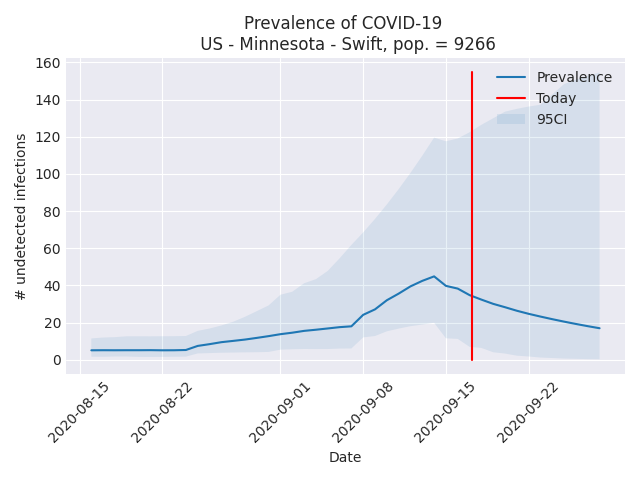 Prevalence of COVID-19
US - Minnesota - Swift, pop. = 9266
160
140
120
100
80
60
40
20
0
# undetected infections
Prevalence
Today
95CI
2020-08-15
2020-08-22
2020-09-01
2020-09-08
2020-09-15
2020-09-22
Date